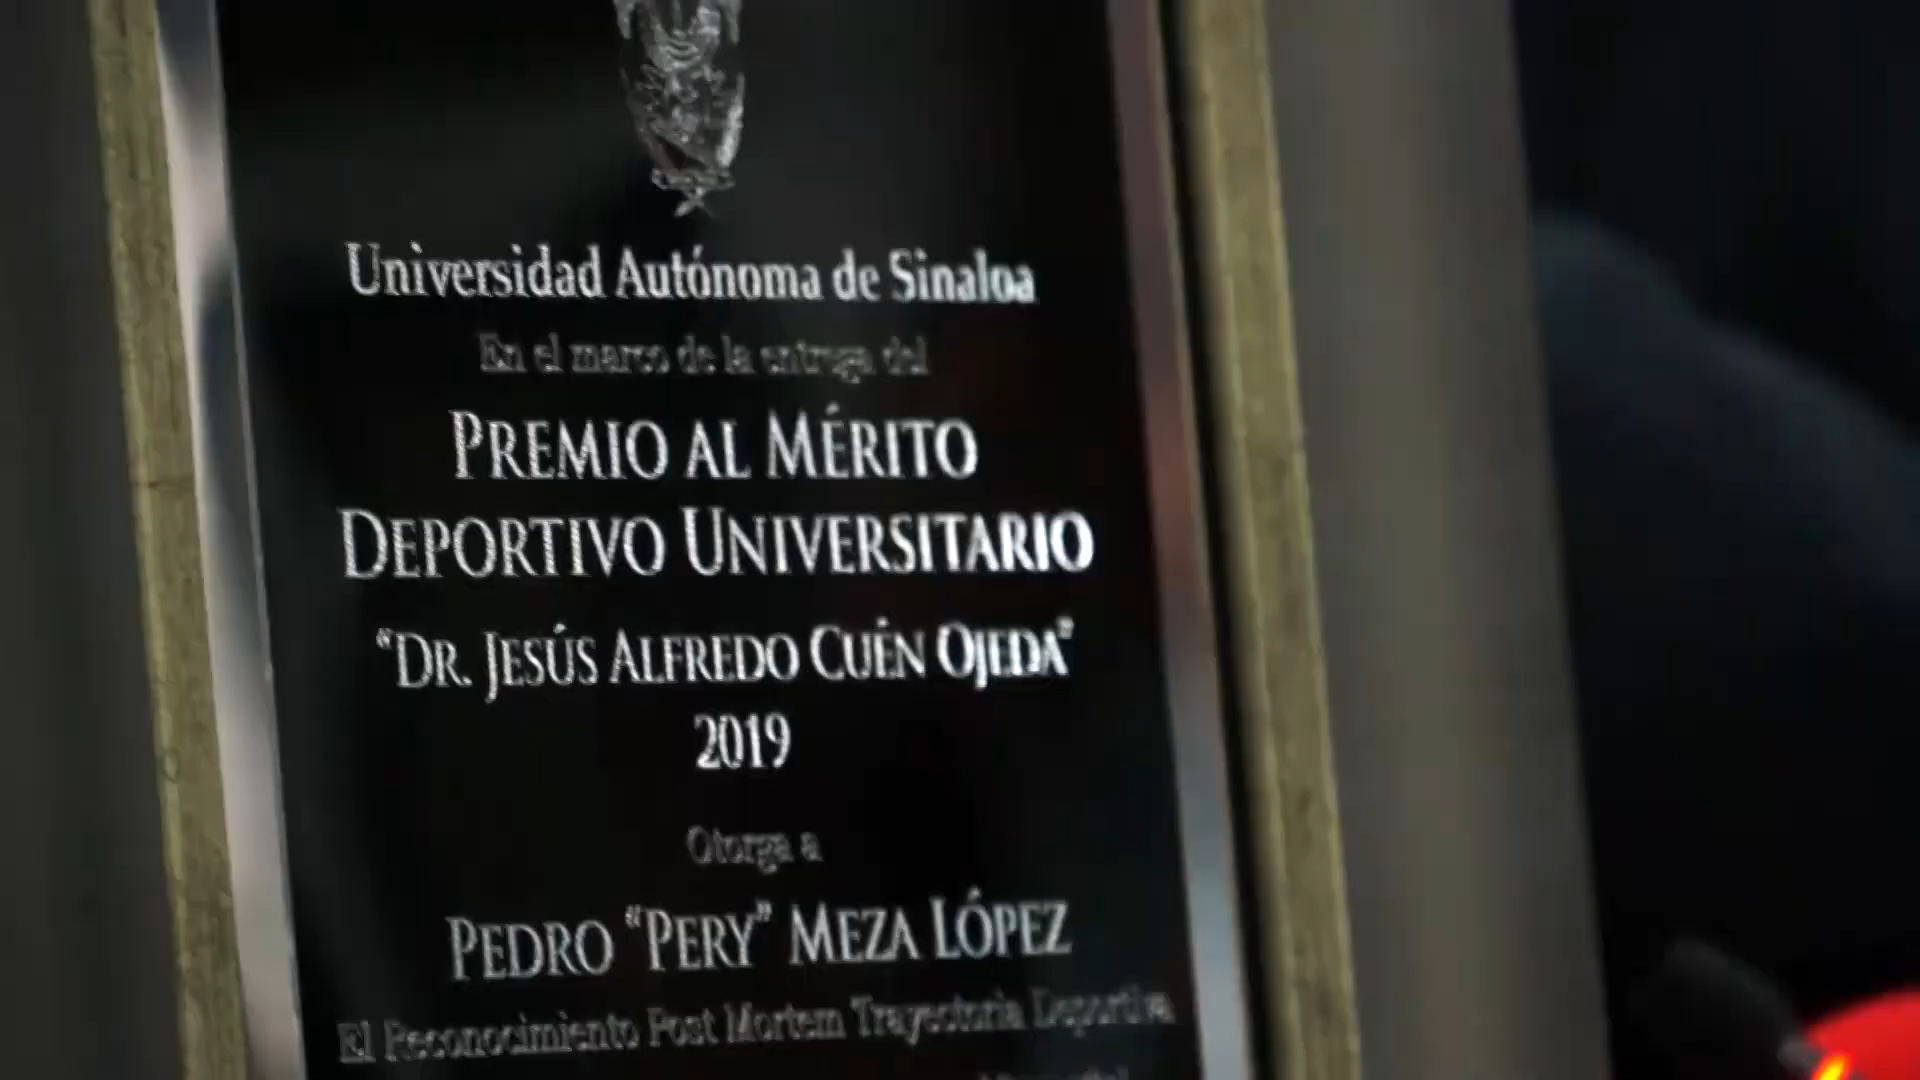 Universidad Autónoma de Sinaloa
En el marco de la entrega del
PREMIO AL MÉRITO
DEPORTIVO UNIVERSITARIO
“DR. JESÚS ALFREDO CUÉN OJEDA”
2019
Otorga a
PEDRO “PERY” MEZA LÓPEZ
El Reconocimiento Post Mortem Trayectoria Deportiva